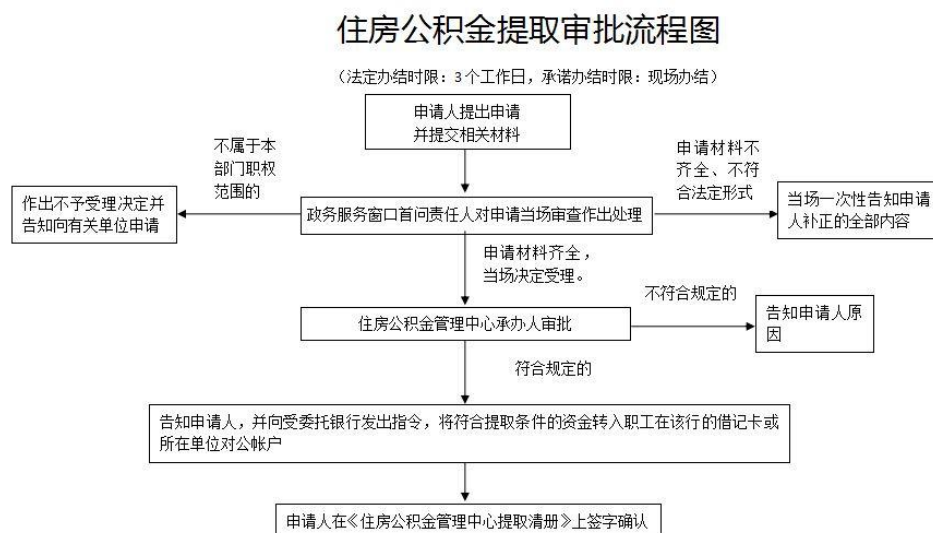 住房公积金提取审批流程图
（法定办结时限：3个工作日，承诺办结时限：现场办结）
申请人提出申请
并提交相关材料
不属于本
部门职权
范围的
申请材料不
齐全、不符
合法定形式
作出不予受理决定并
告知向有关单位申请
政务服务窗口首问责任人对申请当场审查作出处理
当场一次性告知申请
人补正的全部内容
申请材料齐全，
当场决定受理。
住房公积金管理中心承办人审批
不符合规定的
告知申请人原
因
符合规定的
告知申请人，并向受委托银行发出指令，将符合提取条件的资金转入职工在该行的借记卡或
所在单位对公帐户
申请人在《住房公积金管理中心提取清册》上签字确认